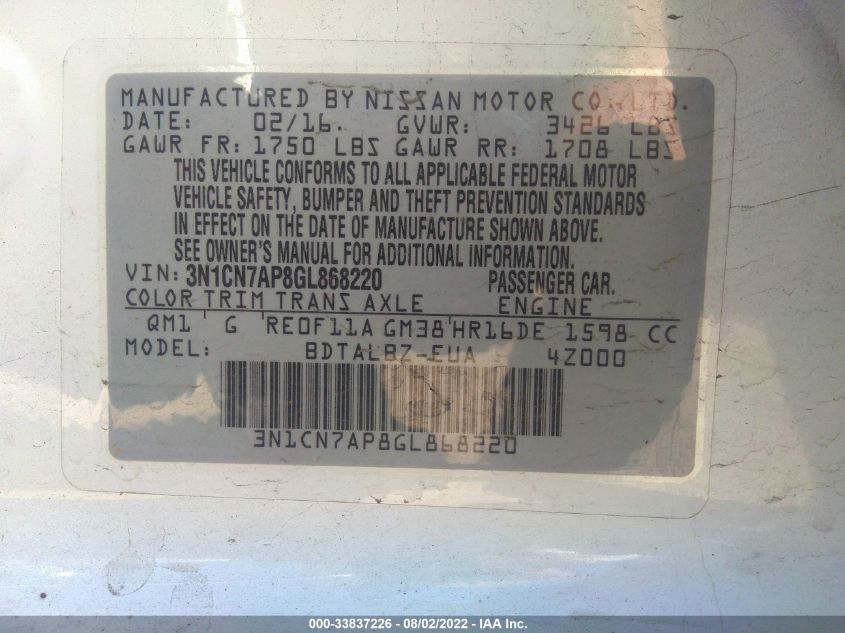 MANUFACTURED BY NISSAN MOTOR CO.,LTD.
DATE: 02/16. GVWR: 3426 LBS
GAWR FR: 1750 LBS GAWR RR: 1708 LBS
THIS VEHICLE CONFORMS TO ALL APPLICABLE FEDERAL MOTOR
VEHICLE SAFETY, BUMPER AND THEFT PREVENTION STANDARDS
IN EFFECT ON THE DATE OF MANUFACTURE SHOWN ABOVE.
SEE OWNER'S MANUAL FOR ADDITIONAL INFORMATION.
VIN: 3N1CN7AP8GL868220 PASSENGER CAR.
COLOR TRIM TRANS AXLE ENGINE
QM1 ' G ' RE0F11A GM38'HR16DE 1598 CC
MODEL: BDTALBZ-EUA 4Z000
3N1CN7AP8GL868220
000-33837226 - 08/02/2022 - IAA Inc.